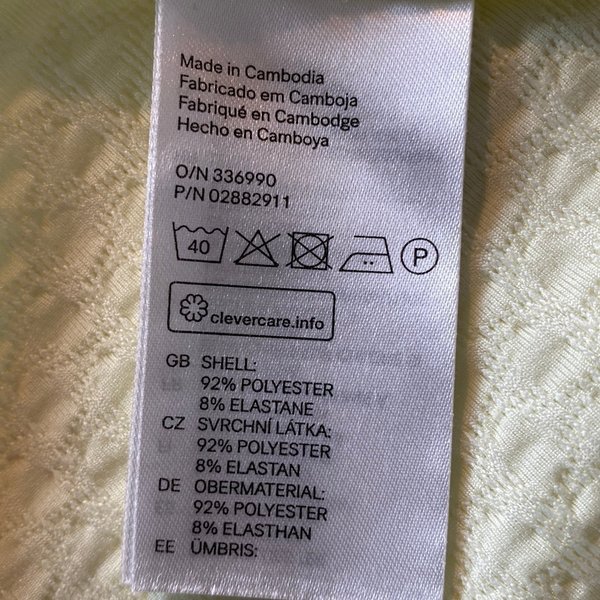 Made in Cambodia
Fabricado em Camboja
Fabriqué en Cambodge
Hecho en Camboya
O/N 336990
P/N 02882911
40 P
clevercare.info
GB SHELL:
92% POLYESTER
8% ELASTANE
CZ SVRCHNÍ LÁTKA:
92% POLYESTER
8% ELASTAN
DE OBERMATERIAL:
92% POLYESTER
8% ELASTHAN
EE ÜMBRIS: